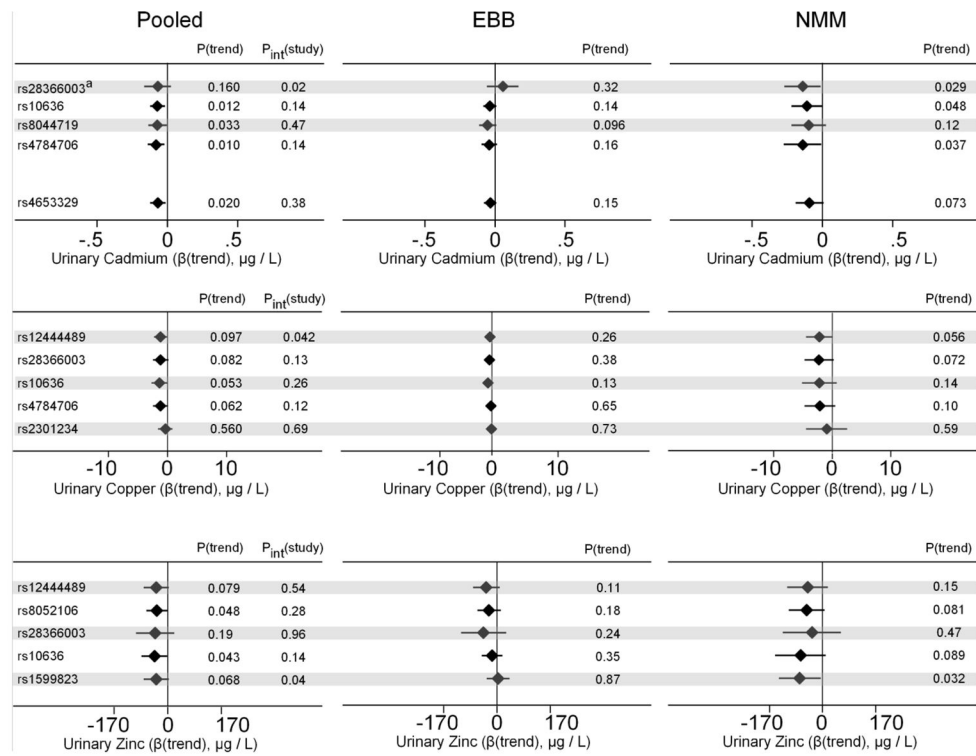 Pooled EBB NMM
P(trend) Pint(study) P(trend) P(trend)
rs28366003a 0.160 0.02 0.32 0.029
rs10636 0.012 0.14 0.14 0.048
rs8044719 0.033 0.47 0.096 0.12
rs4784706 0.010 0.14 0.16 0.037
rs4653329 0.020 0.38 0.15 0.073
-.5 0 .5 -.5 0 .5 -.5 0 .5
Urinary Cadmium (β(trend), µg / L) Urinary Cadmium (β(trend), µg / L) Urinary Cadmium (β(trend), µg / L)
P(trend) Pint(study) P(trend) P(trend)
rs12444489 0.097 0.042 0.26 0.056
rs28366003 0.082 0.13 0.38 0.072
rs10636 0.053 0.26 0.13 0.14
rs4784706 0.062 0.12 0.65 0.10
rs2301234 0.560 0.69 0.73 0.59
-10 0 10 -10 0 10 -10 0 10
Urinary Copper (β(trend), µg / L) Urinary Copper (β(trend), µg / L) Urinary Copper (β(trend), µg / L)
P(trend) Pint(study) P(trend) P(trend)
rs12444489 0.079 0.54 0.11 0.15
rs8052106 0.048 0.28 0.18 0.081
rs28366003 0.19 0.96 0.24 0.47
rs10636 0.043 0.14 0.35 0.089
rs1599823 0.068 0.04 0.87 0.032
-170 0 170 -170 0 170 -170 0 170
Urinary Zinc (β(trend), µg / L) Urinary Zinc (β(trend), µg / L) Urinary Zinc (β(trend), µg / L)